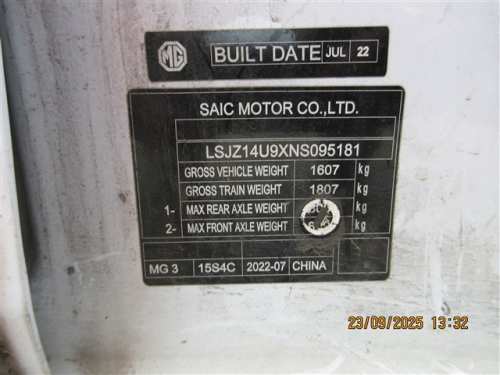 MG BUILT DATE JUL 22
SAIC MOTOR CO.,LTD.
LSJZ14U9XNS095181
GROSS VEHICLE WEIGHT 1607 kg
GROSS TRAIN WEIGHT 1807 kg
1- MAX REAR AXLE WEIGHT kg
2- MAX FRONT AXLE WEIGHT kg
MG 3 15S4C 2022-07 CHINA
23/09/2025 13:32